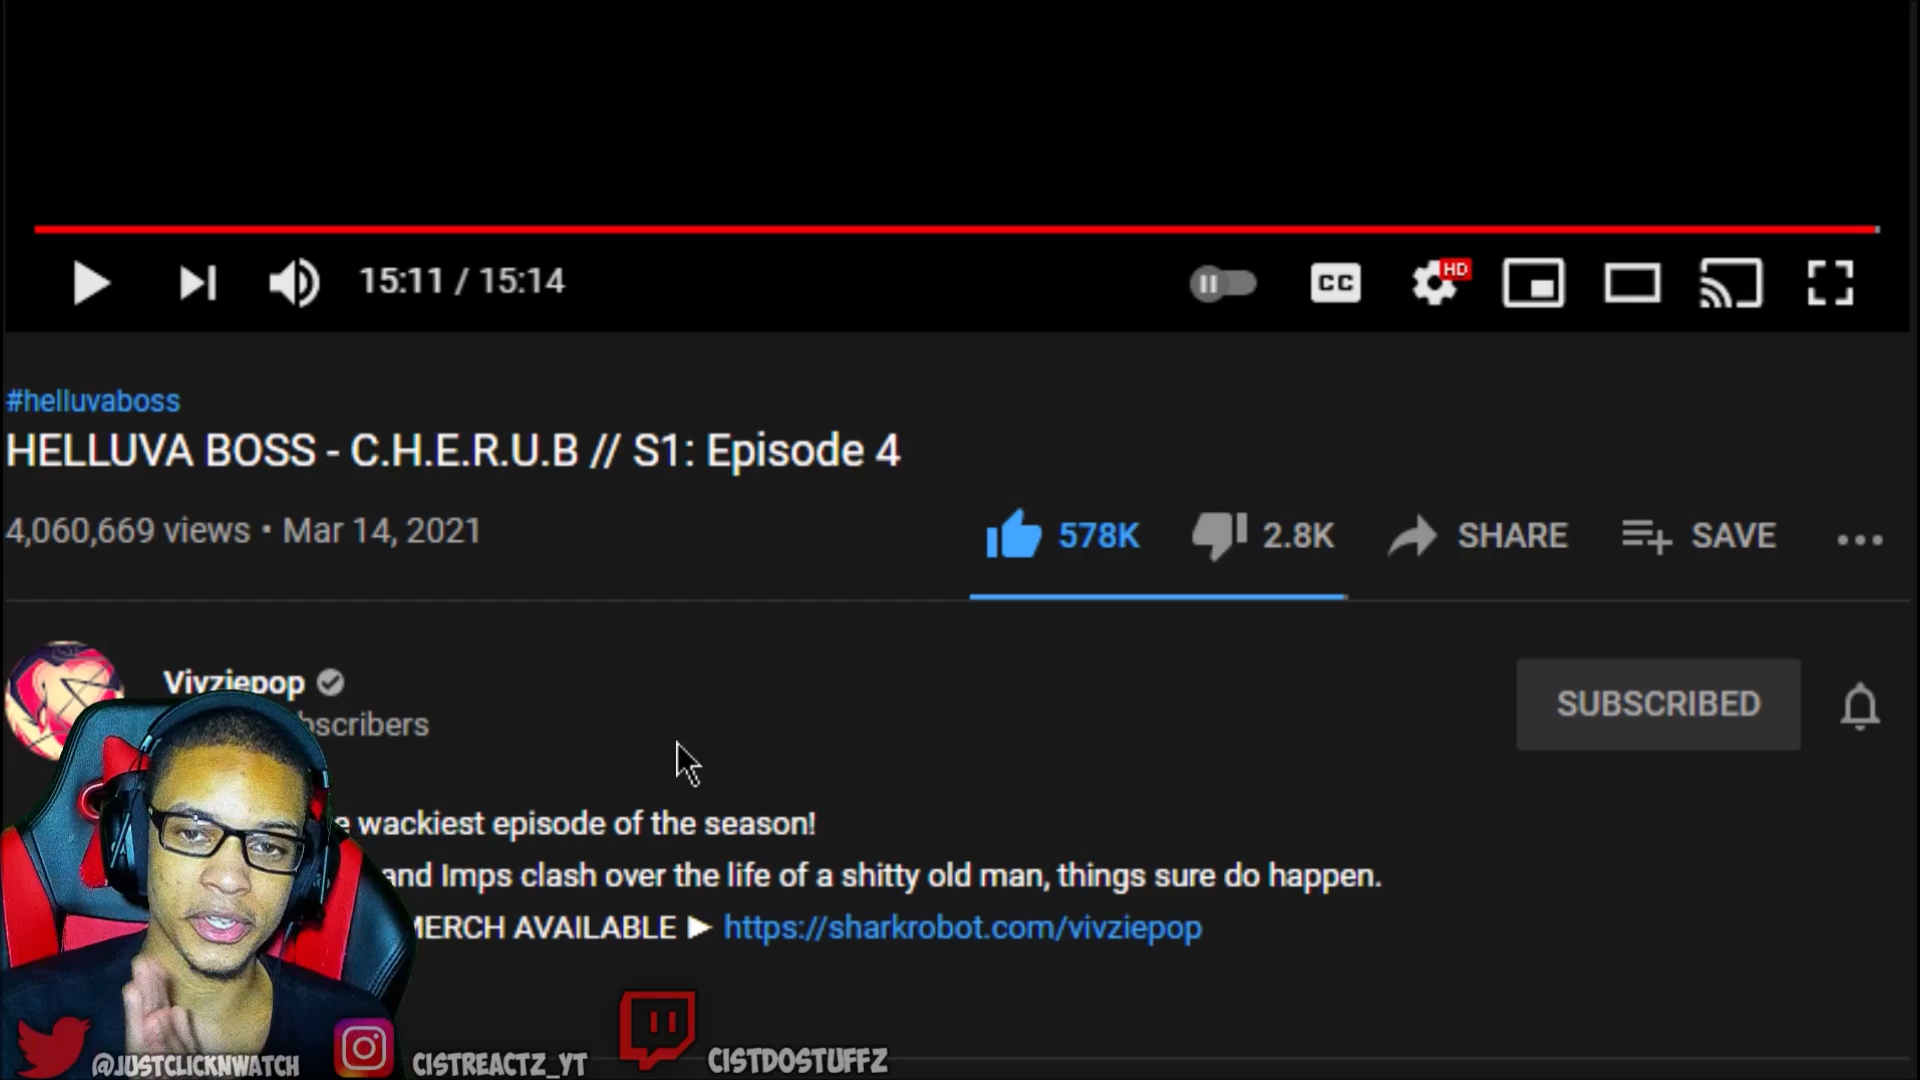 15:11 / 15:14
CC
HD
#helluvaboss
HELLUVA BOSS - C.H.E.R.U.B // S1: Episode 4
4,060,669 views • Mar 14, 2021
578K
2.8K
SHARE
SAVE
Vivziepop
SUBSCRIBED
wackiest episode of the season!
and Imps clash over the life of a shitty old man, things sure do happen.
MERCH AVAILABLE ► https://sharkrobot.com/vivziepop
@JUSTCLICKNWATCH
CISTREACTZ_YT
CISTDOSTUFFZ